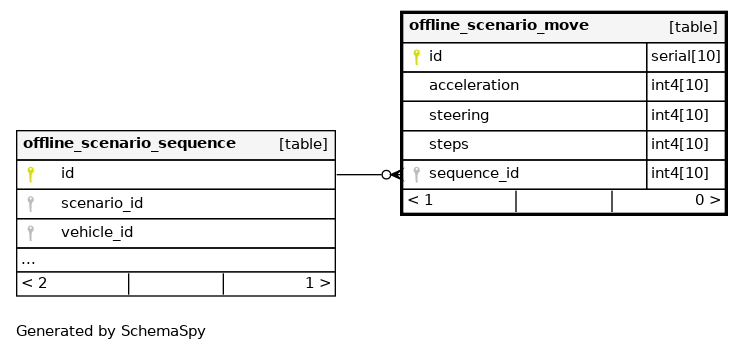 offline_scenario_move [table]
id serial[10]
acceleration int4[10]
steering int4[10]
steps int4[10]
sequence_id int4[10]
< 1 0 >
offline_scenario_sequence [table]
id
scenario_id
vehicle_id
...
< 2 1 >
Generated by SchemaSpy